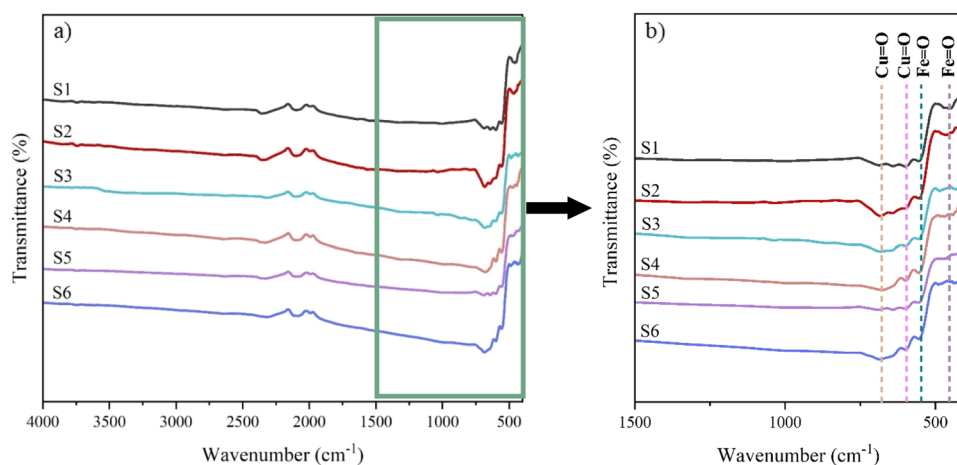 a)
S1
S2
S3
S4
S5
S6
Transmittance (%)
4000 3500 3000 2500 2000 1500 1000 500
Wavenumber (cm⁻¹)
b)
Cu=O
Cu=O
Fe=O
Fe=O
S1
S2
S3
S4
S5
S6
Transmittance (%)
1500 1000 500
Wavenumber (cm⁻¹)